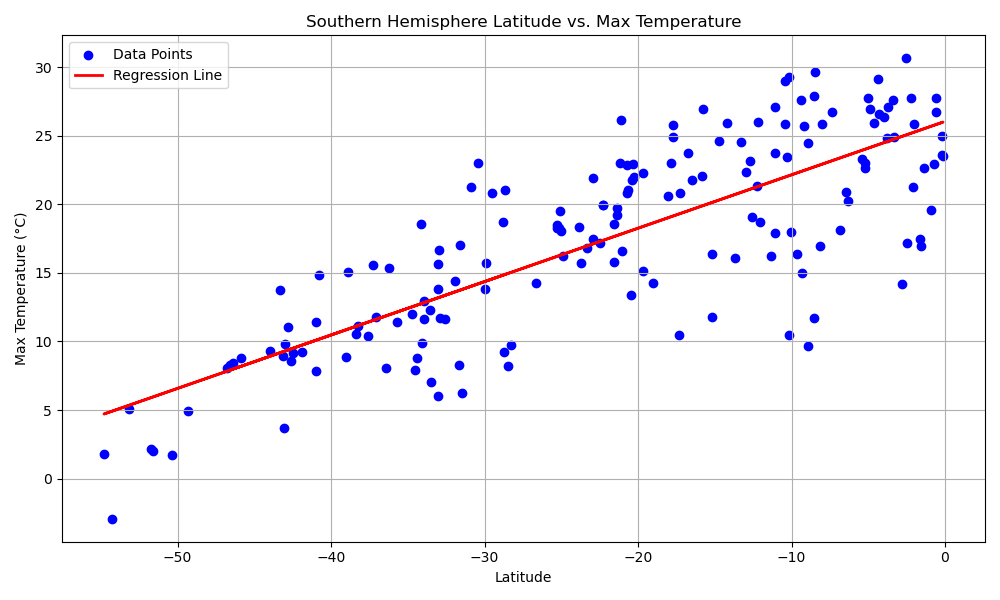 Southern Hemisphere Latitude vs. Max Temperature
Data Points
Regression Line
Max Temperature (°C)
30
25
20
15
10
5
0
−50
−40
−30
−20
−10
0
Latitude